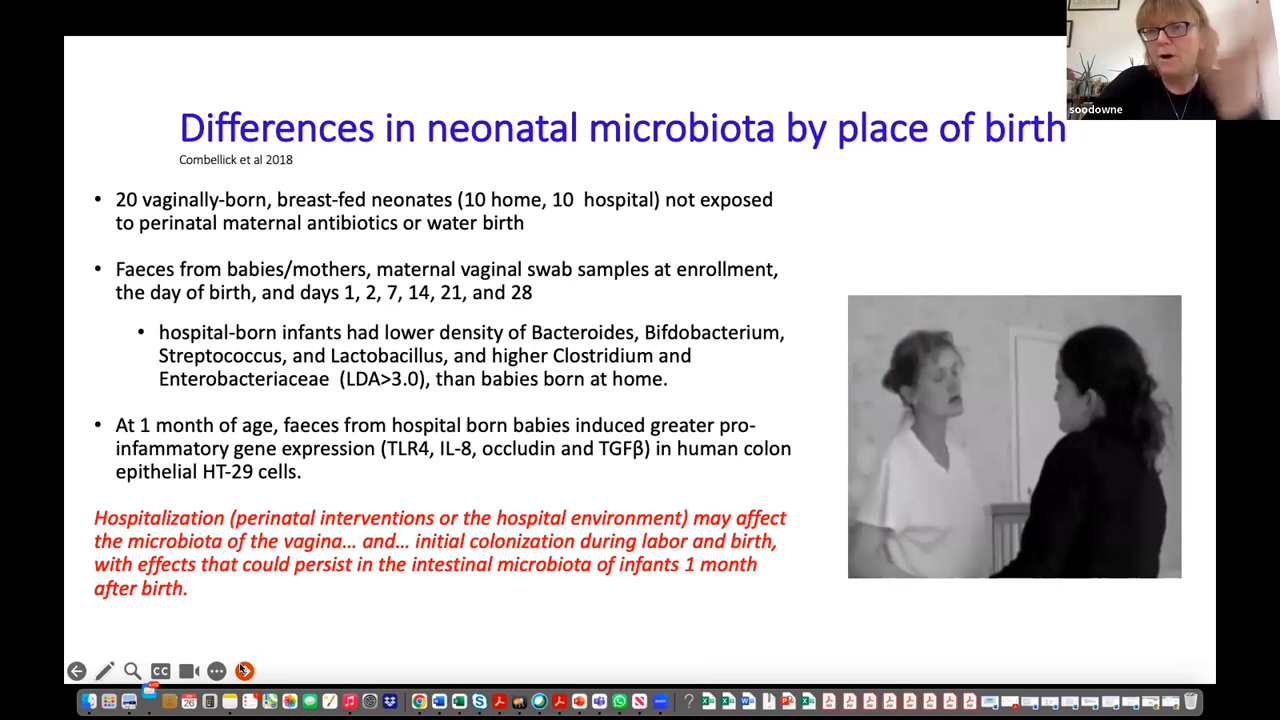 soodowne
Differences in neonatal microbiota by place of birth
Combellick et al 2018
• 20 vaginally-born, breast-fed neonates (10 home, 10 hospital) not exposed
to perinatal maternal antibiotics or water birth
• Faeces from babies/mothers, maternal vaginal swab samples at enrollment,
the day of birth, and days 1, 2, 7, 14, 21, and 28
• hospital-born infants had lower density of Bacteroides, Bifdobacterium,
Streptococcus, and Lactobacillus, and higher Clostridium and
Enterobacteriaceae (LDA>3.0), than babies born at home.
• At 1 month of age, faeces from hospital born babies induced greater pro-
infammatory gene expression (TLR4, IL-8, occludin and TGFβ) in human colon
epithelial HT-29 cells.
Hospitalization (perinatal interventions or the hospital environment) may affect
the microbiota of the vagina… and… initial colonization during labor and birth,
with effects that could persist in the intestinal microbiota of infants 1 month
after birth.
CC
26